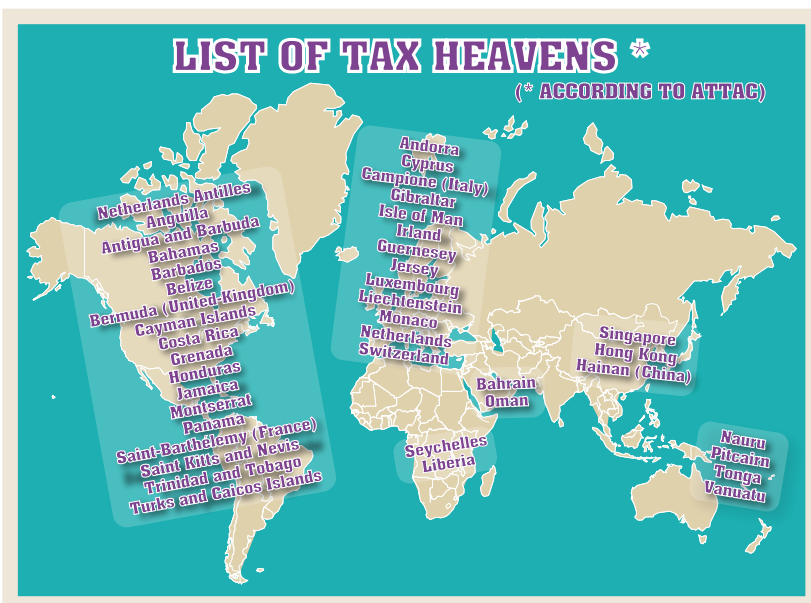 LIST OF TAX HEAVENS *
(* ACCORDING TO ATTAC)
Netherlands Antilles
Anguilla
Antigua and Barbuda
Bahamas
Barbados
Belize
Bermuda (United-Kingdom)
Cayman Islands
Costa Rica
Grenada
Honduras
Jamaica
Montserrat
Panama
Saint-Barthélemy (France)
Saint Kitts and Nevis
Trinidad and Tobago
Turks and Caicos Islands
Andorra
Cyprus
Campione (Italy)
Gibraltar
Isle of Man
Irland
Guernesey
Jersey
Luxembourg
Liechtenstein
Monaco
Netherlands
Switzerland
Bahrain
Oman
Seychelles
Liberia
Singapore
Hong Kong
Hainan (China)
Nauru
Pitcairn
Tonga
Vanuatu